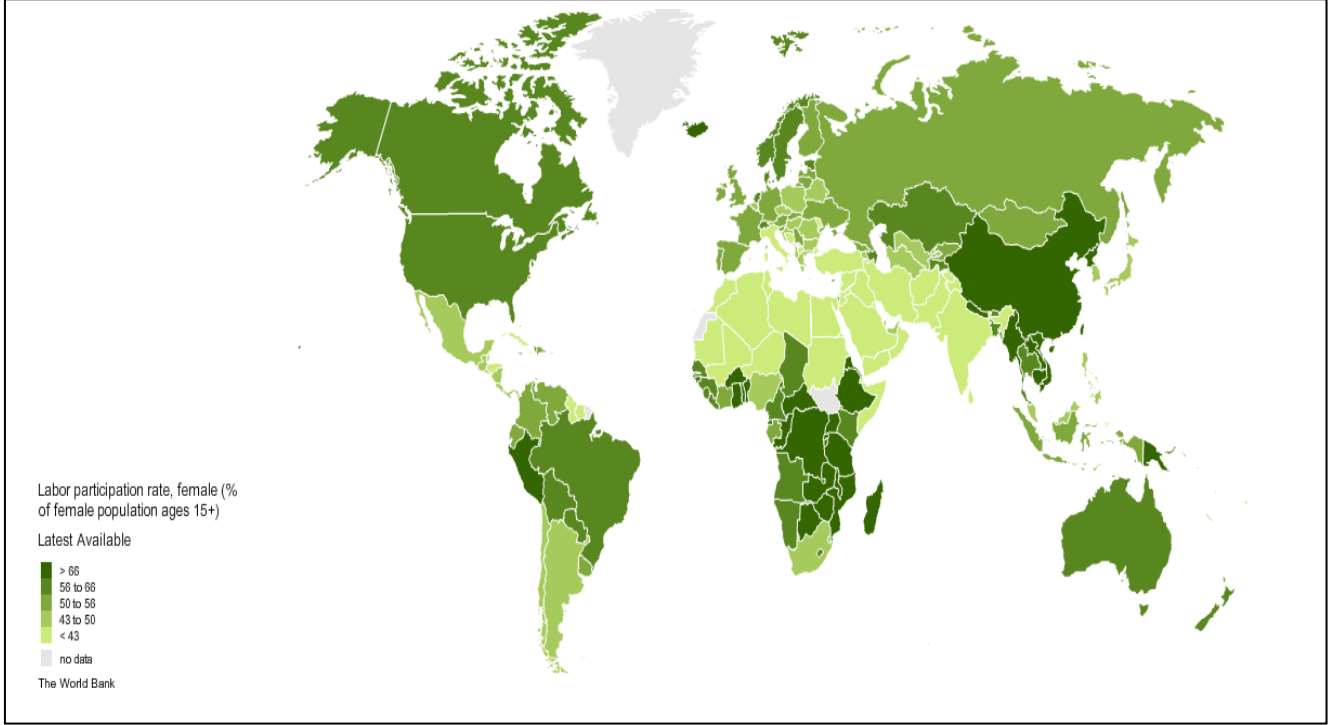 Labor participation rate, female (%
of female population ages 15+)
Latest Available
> 66
56 to 66
50 to 56
43 to 50
< 43
no data
The World Bank